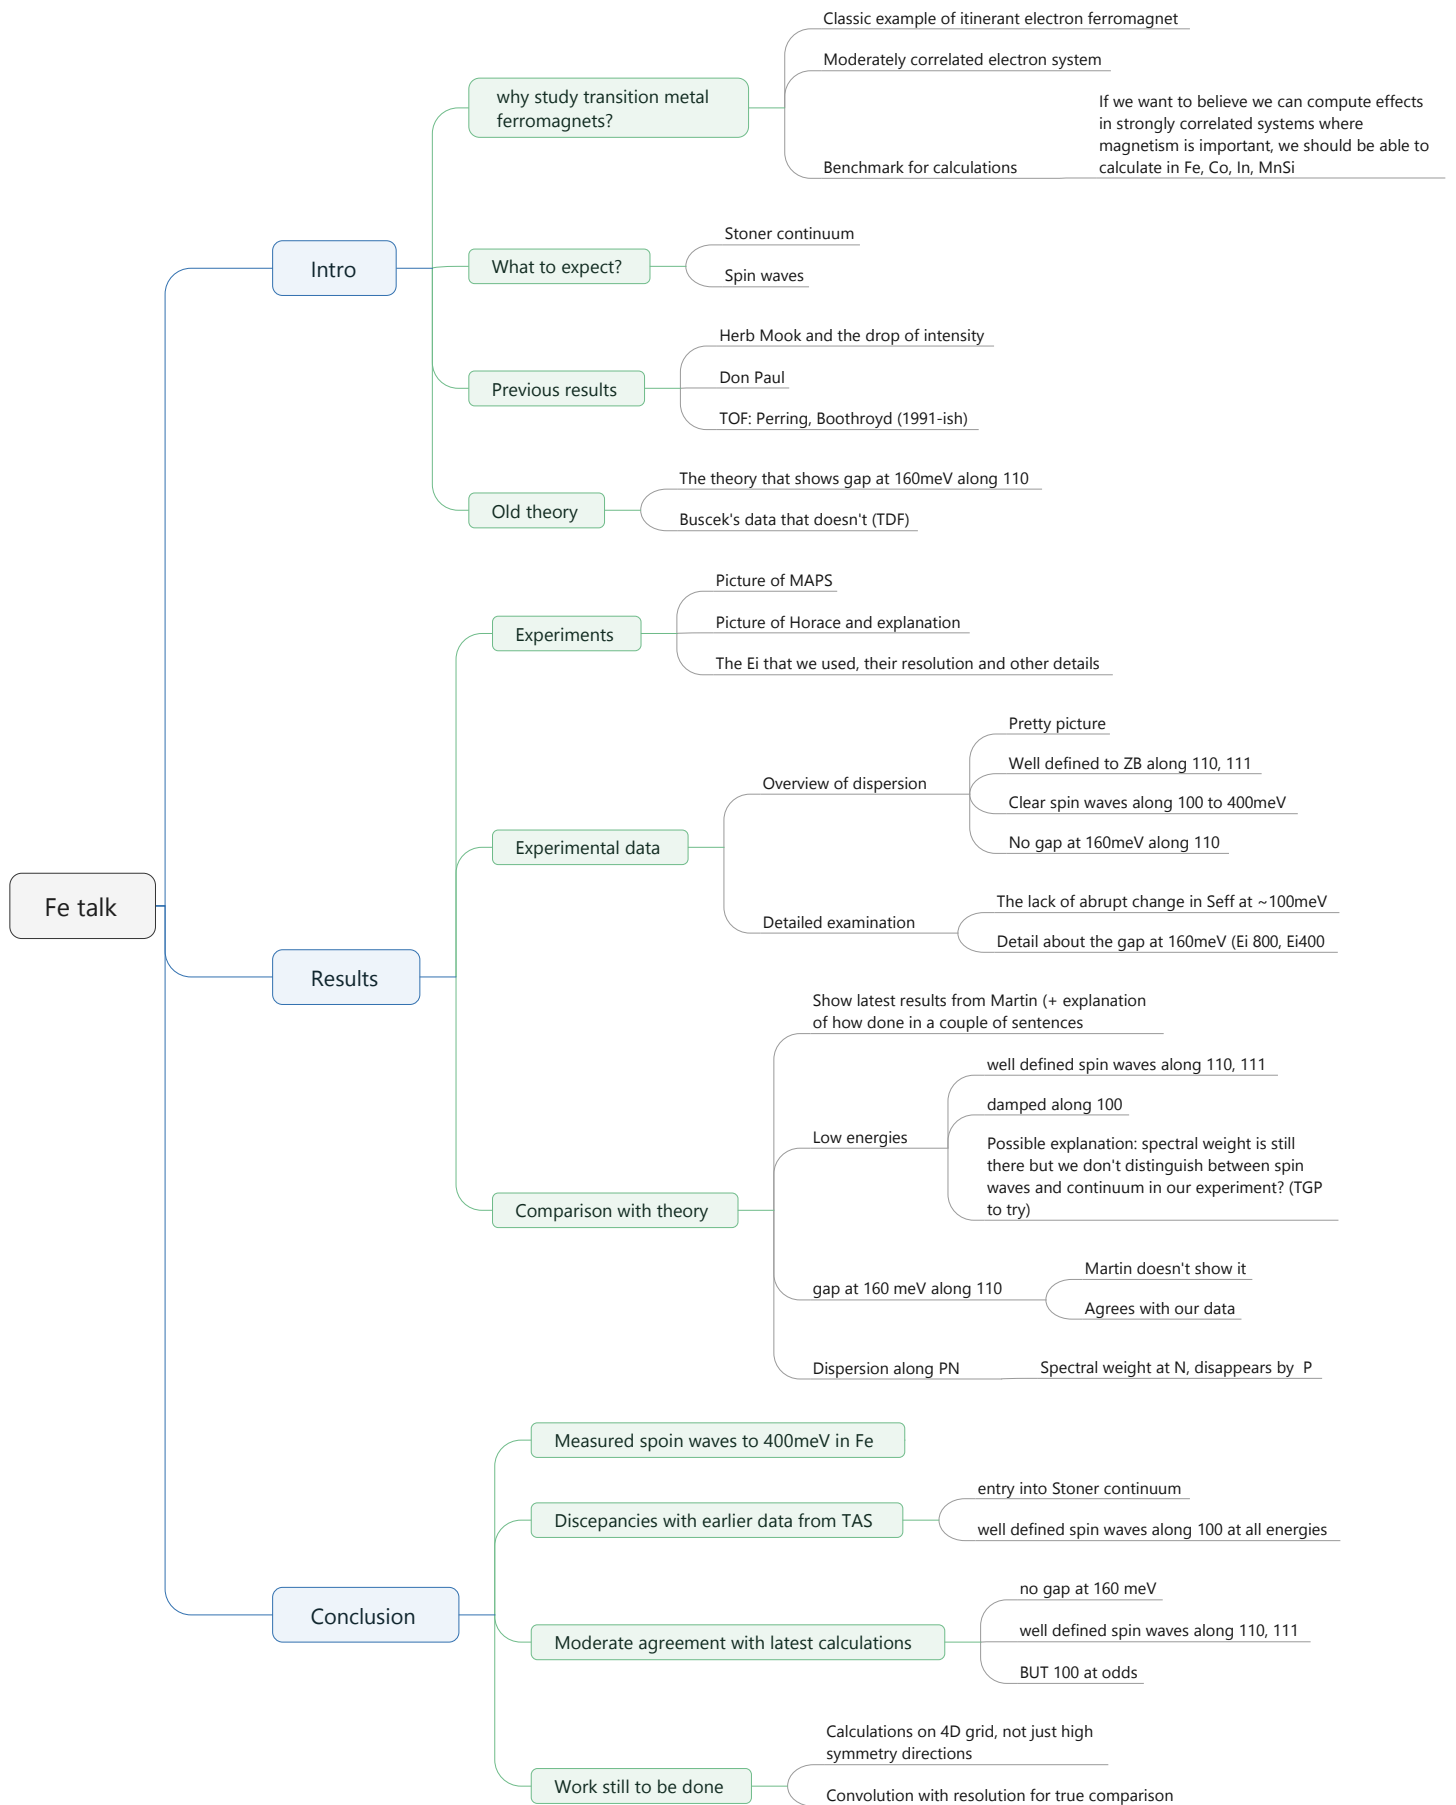 Fe talk
Intro
why study transition metal
ferromagnets?
Classic example of itinerant electron ferromagnet
Moderately correlated electron system
Benchmark for calculations
If we want to believe we can compute effects
in strongly correlated systems where
magnetism is important, we should be able to
calculate in Fe, Co, In, MnSi
What to expect?
Stoner continuum
Spin waves
Previous results
Herb Mook and the drop of intensity
Don Paul
TOF: Perring, Boothroyd (1991-ish)
Old theory
The theory that shows gap at 160meV along 110
Buscek's data that doesn't (TDF)
Results
Experiments
Picture of MAPS
Picture of Horace and explanation
The Ei that we used, their resolution and other details
Experimental data
Overview of dispersion
Pretty picture
Well defined to ZB along 110, 111
Clear spin waves along 100 to 400meV
No gap at 160meV along 110
Detailed examination
The lack of abrupt change in Seff at ~100meV
Detail about the gap at 160meV (Ei 800, Ei400
Comparison with theory
Show latest results from Martin (+ explanation
of how done in a couple of sentences
Low energies
well defined spin waves along 110, 111
damped along 100
Possible explanation: spectral weight is still
there but we don't distinguish between spin
waves and continuum in our experiment? (TGP
to try)
gap at 160 meV along 110
Martin doesn't show it
Agrees with our data
Dispersion along PN
Spectral weight at N, disappears by  P
Conclusion
Measured spoin waves to 400meV in Fe
Discepancies with earlier data from TAS
entry into Stoner continuum
well defined spin waves along 100 at all energies
Moderate agreement with latest calculations
no gap at 160 meV
well defined spin waves along 110, 111
BUT 100 at odds
Work still to be done
Calculations on 4D grid, not just high
symmetry directions
Convolution with resolution for true comparison